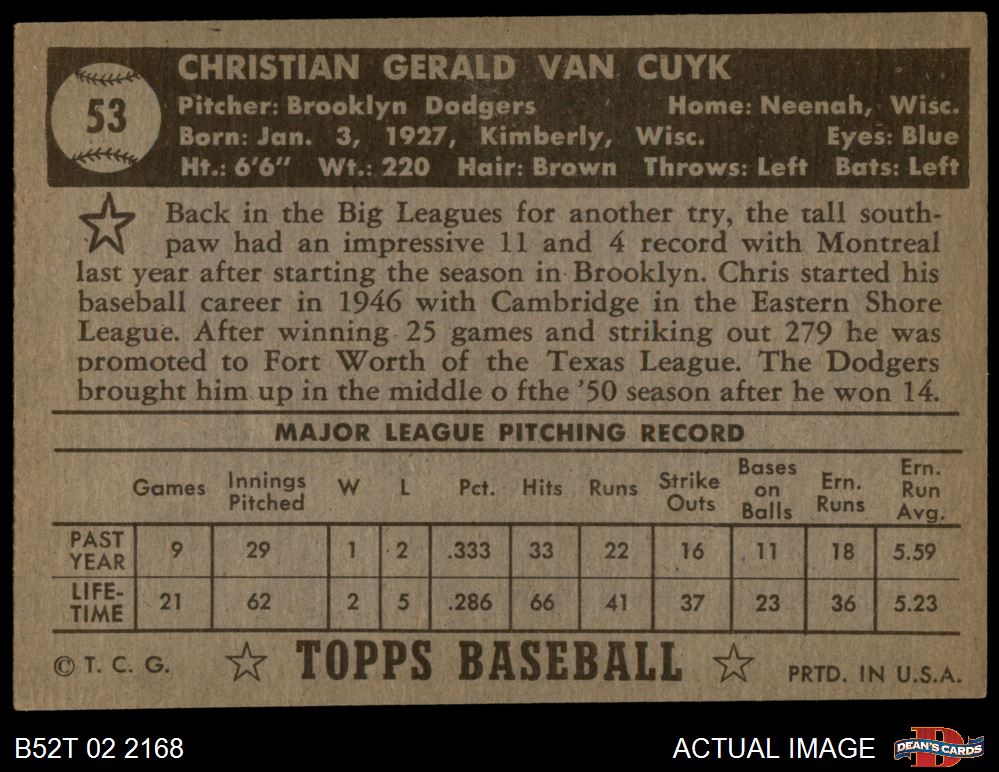 53
CHRISTIAN GERALD VAN CUYK
Pitcher: Brooklyn Dodgers Home: Neenah, Wisc.
Born: Jan. 3, 1927, Kimberly, Wisc. Eyes: Blue
Ht.: 6'6" Wt.: 220 Hair: Brown Throws: Left Bats: Left
Back in the Big Leagues for another try, the tall south-
paw had an impressive 11 and 4 record with Montreal
last year after starting the season in Brooklyn. Chris started his
baseball career in 1946 with Cambridge in the Eastern Shore
League. After winning 25 games and striking out 279 he was
promoted to Fort Worth of the Texas League. The Dodgers
brought him up in the middle o fthe '50 season after he won 14.
MAJOR LEAGUE PITCHING RECORD
Games Innings Pitched W L Pct. Hits Runs Strike Outs Bases on Balls Ern. Runs Ern. Run Avg.
PAST YEAR 9 29 1 2 .333 33 22 16 11 18 5.59
LIFE-TIME 21 62 2 5 .286 66 41 37 23 36 5.23
© T. C. G. TOPPS BASEBALL PRTD. IN U.S.A.
B52T 02 2168 ACTUAL IMAGE DEAN'S CARDS